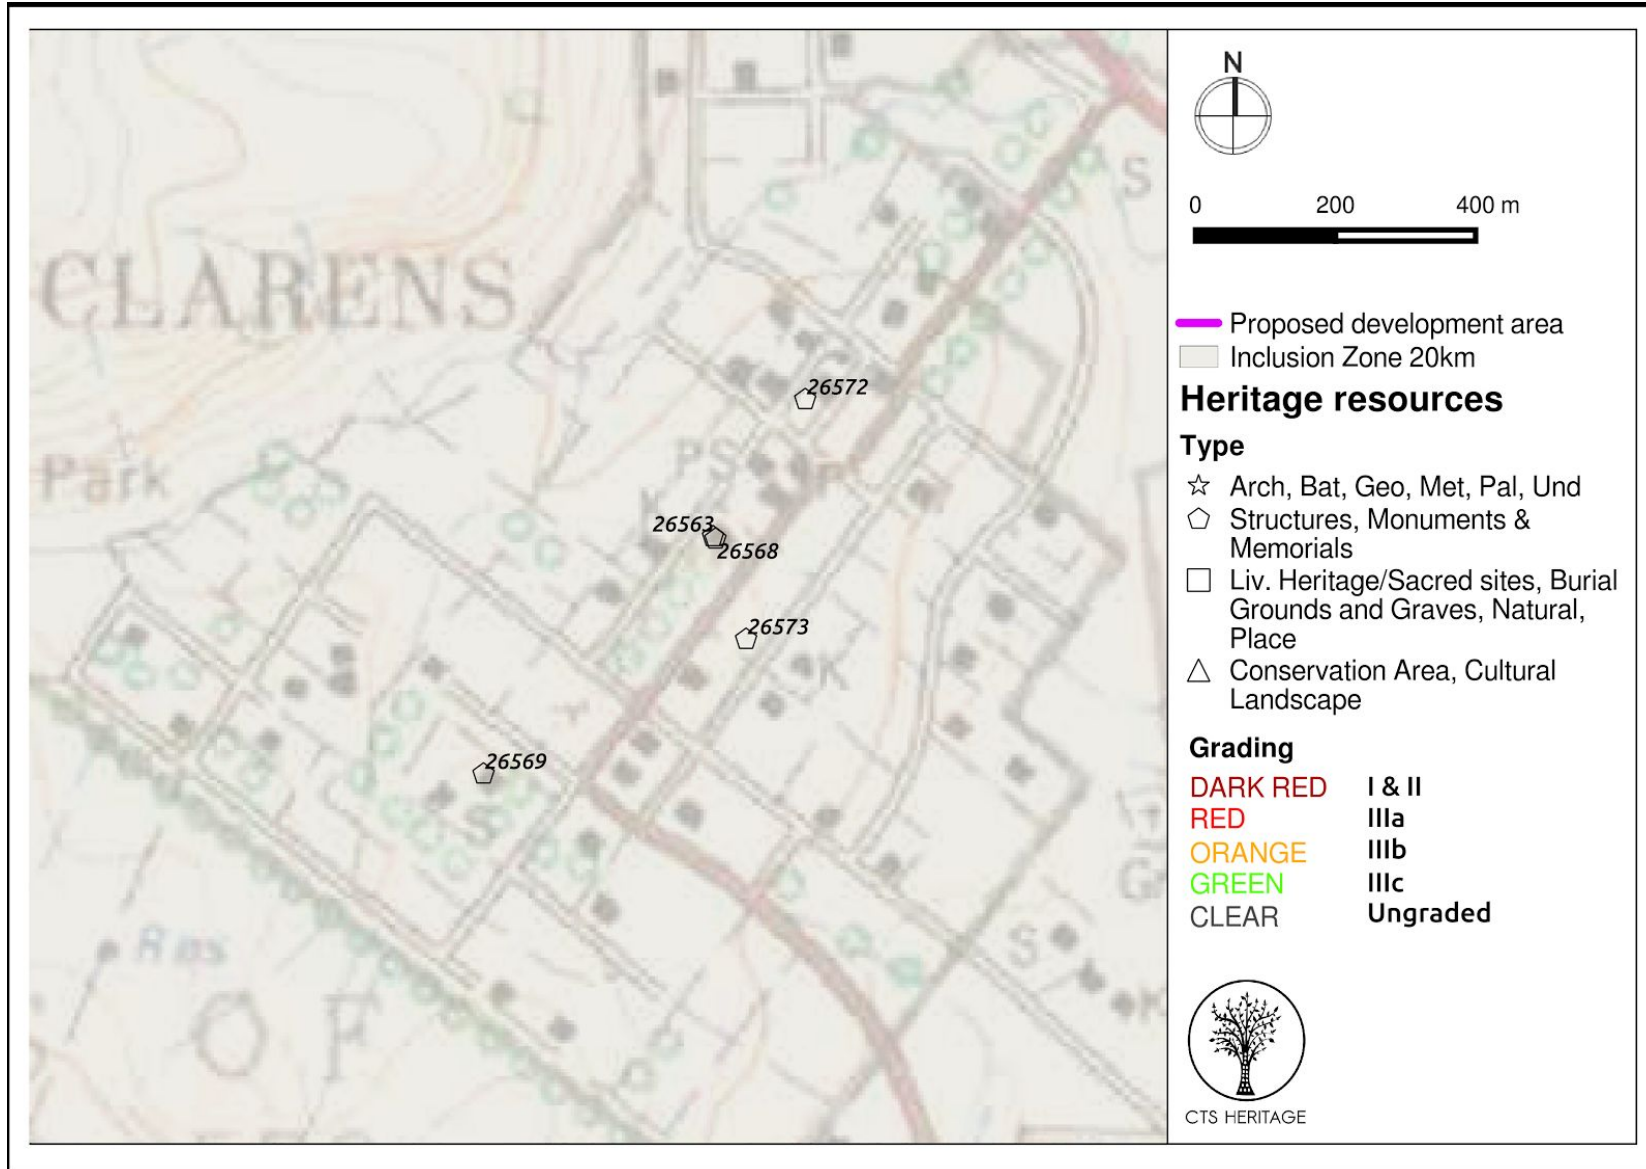 CLARENS
Park
PS
K
S
26572
26563
26568
26573
K
26569
S
S
K
Res
OF
N
0 200 400 m
Proposed development area
Inclusion Zone 20km
Heritage resources
Type
Arch, Bat, Geo, Met, Pal, Und
Structures, Monuments &
Memorials
Liv. Heritage/Sacred sites, Burial
Grounds and Graves, Natural,
Place
Conservation Area, Cultural
Landscape
Grading
DARK RED I & II
RED IIIa
ORANGE IIIb
GREEN IIIc
CLEAR Ungraded
CTS HERITAGE